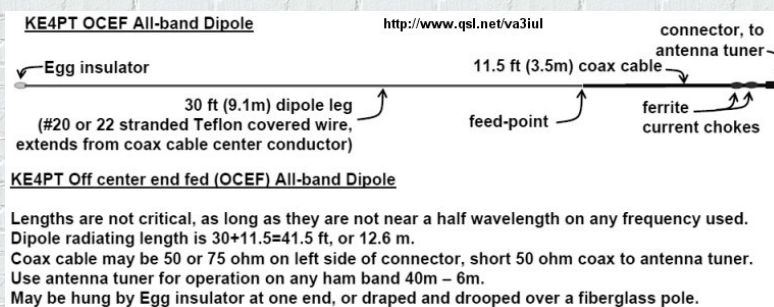 KE4PT OCEF All-band Dipole
http://www.qsl.net/va3iul
connector, to
antenna tuner
Egg insulator
11.5 ft (3.5m) coax cable
30 ft (9.1m) dipole leg
(#20 or 22 stranded Teflon covered wire,
extends from coax cable center conductor)
feed-point
ferrite
current chokes
KE4PT Off center end fed (OCEF) All-band Dipole
Lengths are not critical, as long as they are not near a half wavelength on any frequency used.
Dipole radiating length is 30+11.5=41.5 ft, or 12.6 m.
Coax cable may be 50 or 75 ohm on left side of connector, short 50 ohm coax to antenna tuner.
Use antenna tuner for operation on any ham band 40m – 6m.
May be hung by Egg insulator at one end, or draped and drooped over a fiberglass pole.